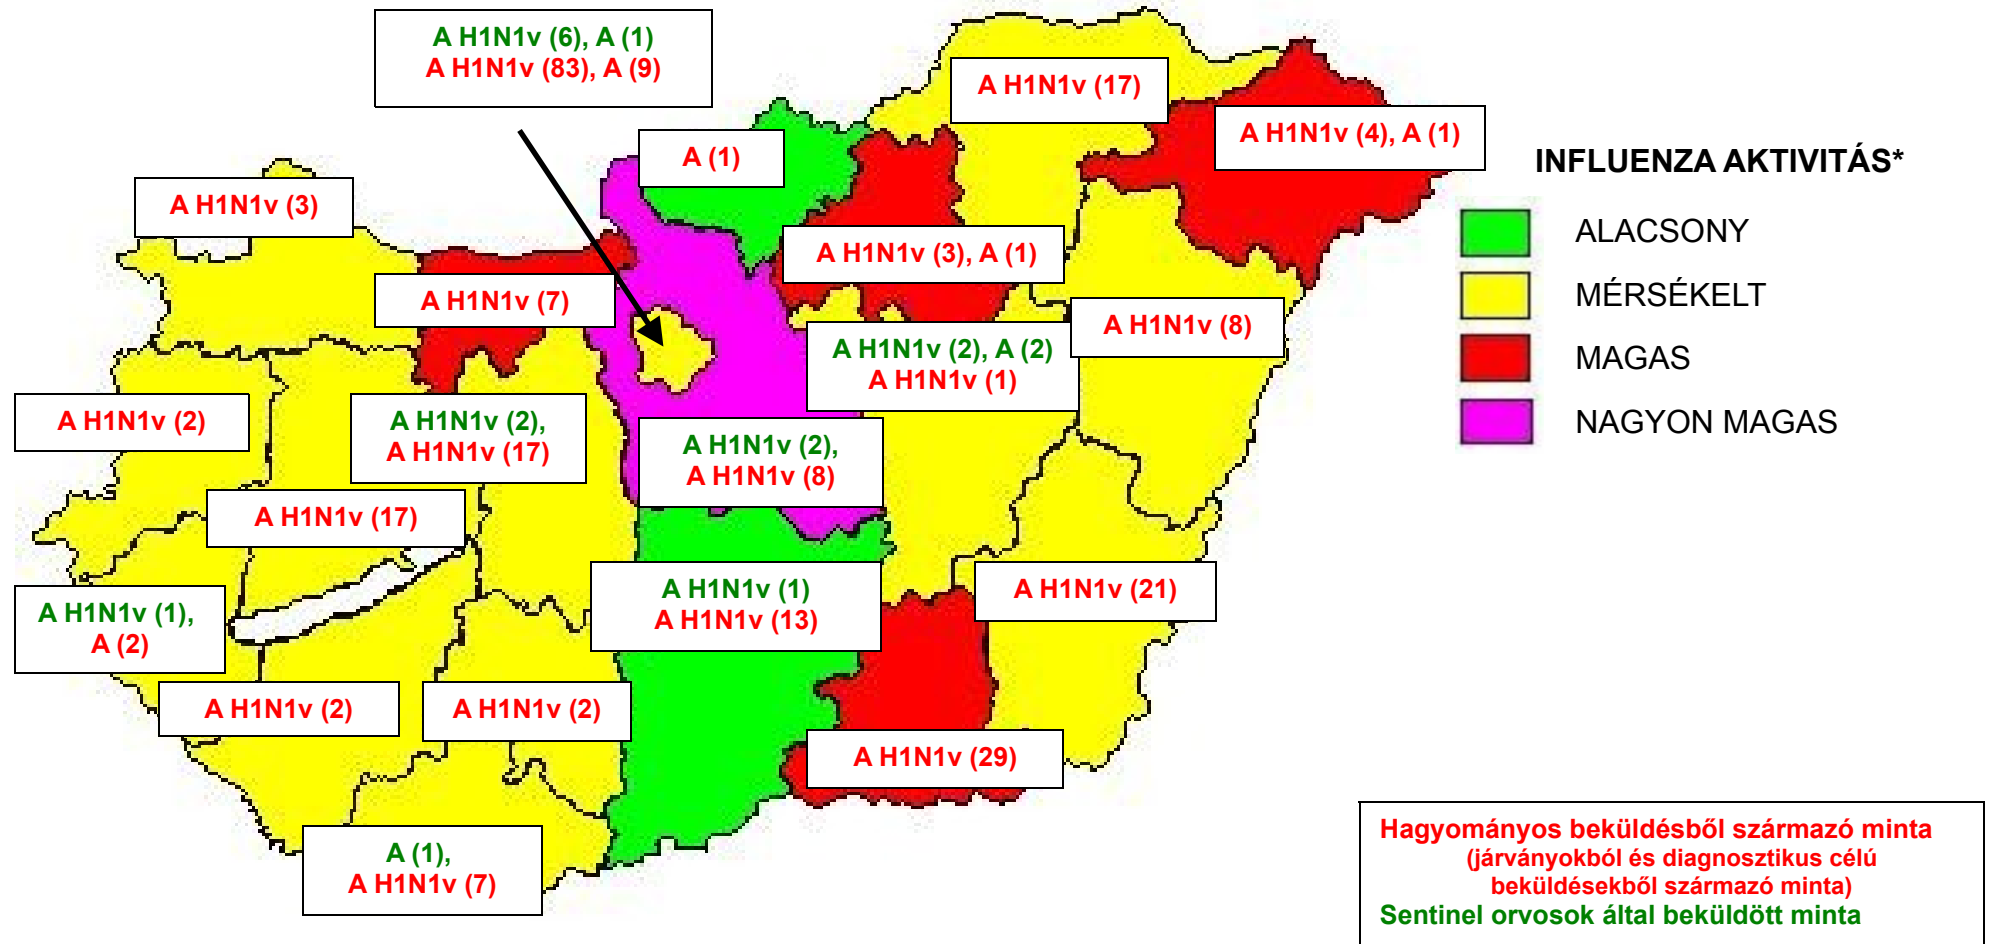 A H1N1v (6), A (1)
A H1N1v (83), A (9)
A H1N1v (17)
A H1N1v (4), A (1)
A (1)
A H1N1v (3)
A H1N1v (3), A (1)
A H1N1v (7)
A H1N1v (8)
A H1N1v (2), A (2)
A H1N1v (1)
A H1N1v (2)
A H1N1v (2),
A H1N1v (17)
A H1N1v (2),
A H1N1v (8)
A H1N1v (17)
A H1N1v (1),
A (2)
A H1N1v (1)
A H1N1v (13)
A H1N1v (21)
A H1N1v (2)
A H1N1v (2)
A H1N1v (29)
A (1),
A H1N1v (7)
INFLUENZA AKTIVITÁS*
ALACSONY
MÉRSÉKELT
MAGAS
NAGYON MAGAS
Hagyományos beküldésből származó minta
(járványokból és diagnosztikus célú
beküldésekből származó minta)
Sentinel orvosok által beküldött minta